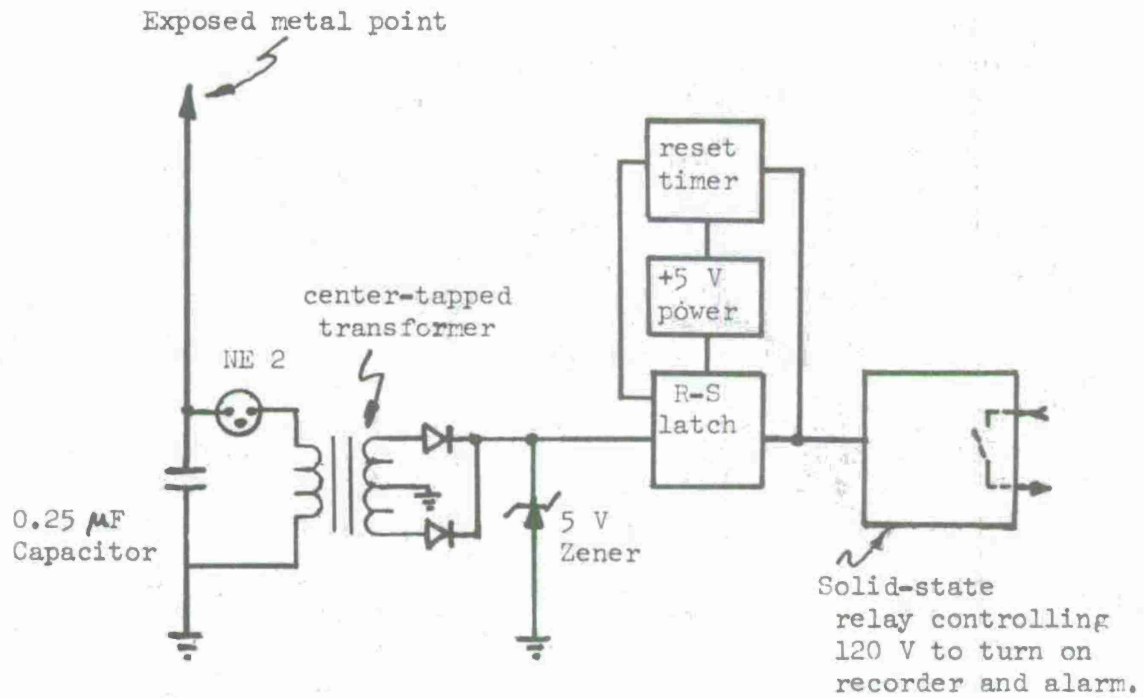 Exposed metal point
reset
timer
+5 V
power
center-tapped
transformer
NE 2
R-S
latch
0.25 μF
Capacitor
5 V
Zener
Solid-state
relay controlling
120 V to turn on
recorder and alarm.